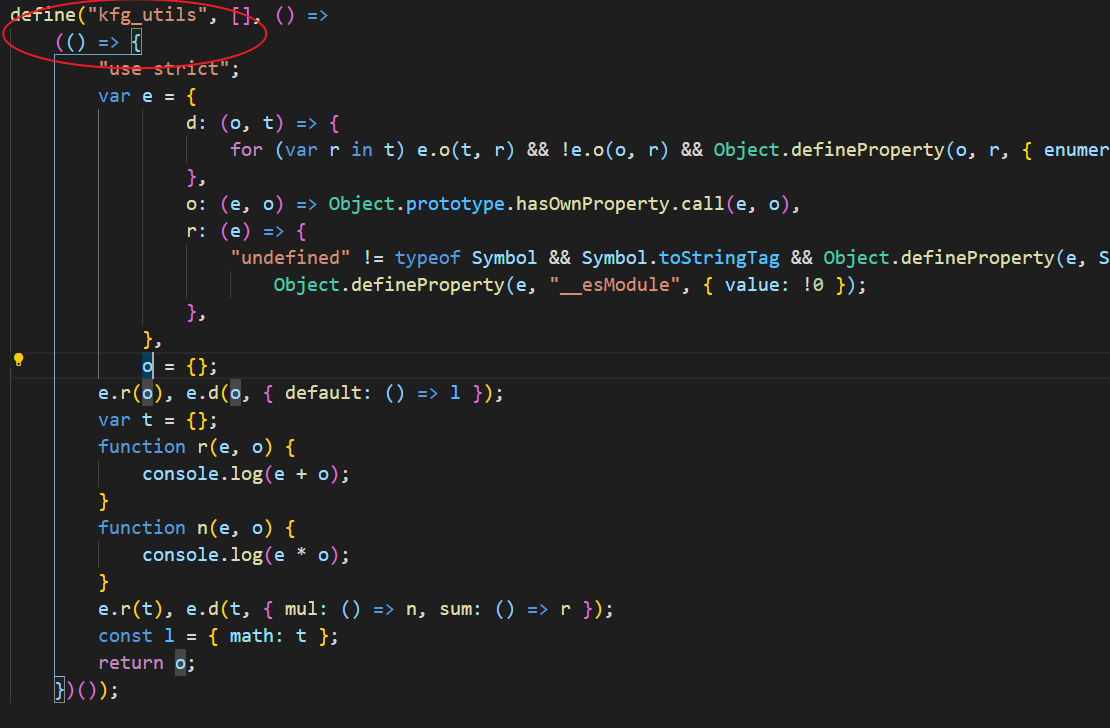 define("kfg_utils", [], () =>
(() => {
"use strict";
var e = {
d: (o, t) => {
for (var r in t) e.o(t, r) && !e.o(o, r) && Object.defineProperty(o, r, { enumer
},
o: (e, o) => Object.prototype.hasOwnProperty.call(e, o),
r: (e) => {
"undefined" != typeof Symbol && Symbol.toStringTag && Object.defineProperty(e, S
Object.defineProperty(e, "__esModule", { value: !0 });
},
},
o = {};
e.r(o), e.d(o, { default: () => l });
var t = {};
function r(e, o) {
console.log(e + o);
}
function n(e, o) {
console.log(e * o);
}
e.r(t), e.d(t, { mul: () => n, sum: () => r });
const l = { math: t };
return o;
})());